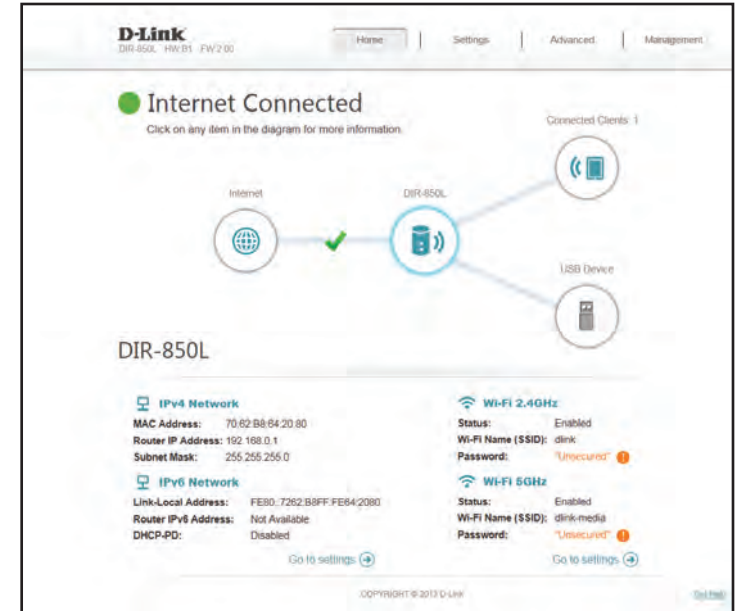 D-Link
DIR-850L HW:B1 FW:2.00
Home Settings Advanced Management
Internet Connected
Click on any item in the diagram for more information.
Connected Clients: 1
Internet
DIR-850L
USB Device
DIR-850L
IPv4 Network
MAC Address: 70:62:B8:64:20:80
Router IP Address: 192.168.0.1
Subnet Mask: 255.255.255.0
IPv6 Network
Link-Local Address: FE80::7262:B8FF:FE64:2080
Router IPv6 Address: Not Available
DHCP-PD: Disabled
Go to settings
Wi-Fi 2.4GHz
Status: Enabled
Wi-Fi Name (SSID): dlink
Password: "Unsecured"
Wi-Fi 5GHz
Status: Enabled
Wi-Fi Name (SSID): dlink-media
Password: "Unsecured"
Go to settings
COPYRIGHT © 2013 D-Link